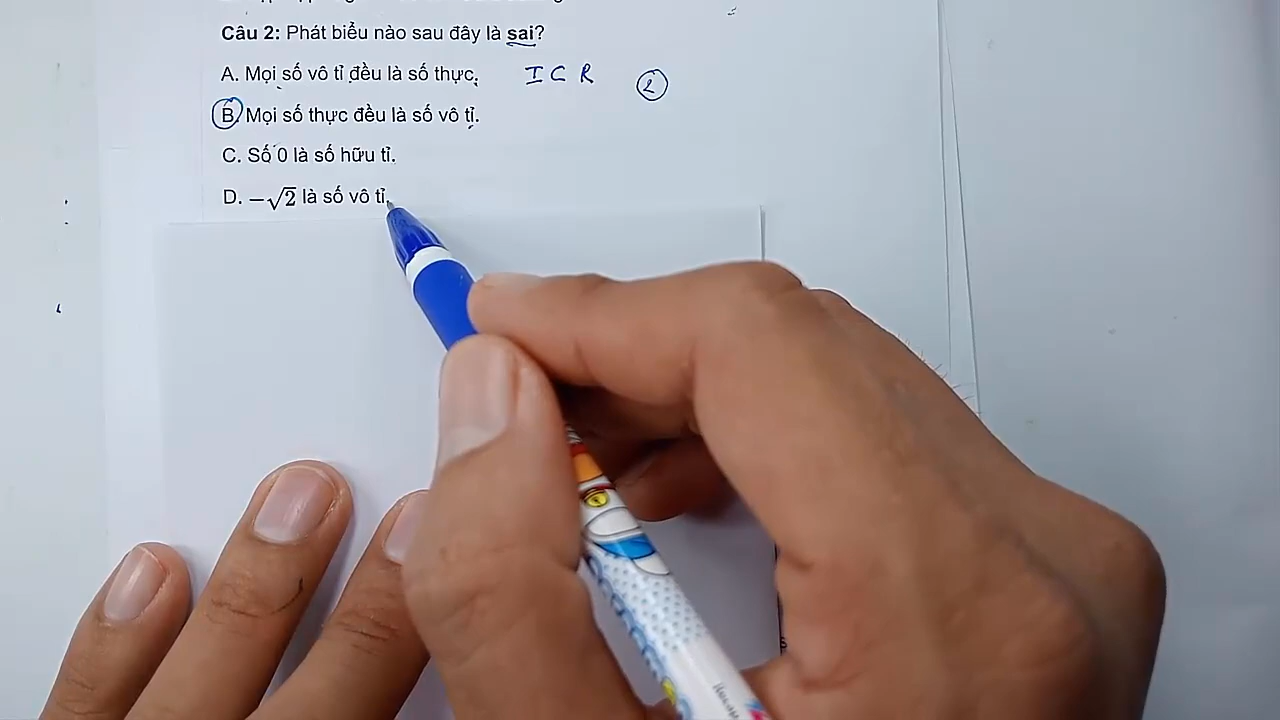 Câu 2: Phát biểu nào sau đây là sai?
A. Mọi số vô tỉ đều là số thực. I ⊂ R
B. Mọi số thực đều là số vô tỉ. 2
C. Số 0 là số hữu tỉ.
D. −√2 là số vô tỉ.